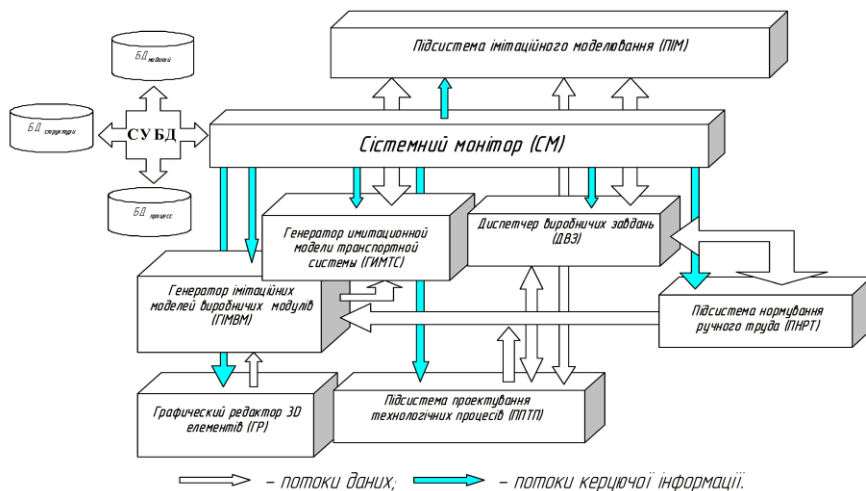 БД моделей
Підсистема імітаційного моделювання (ПІМ)
БД структури
СУБД
Сістемний монітор (СМ)
БД процесс
Генератор имитационной
модели транспортной
системы (ГИМТС)
Диспетчер виробничих завдань
(ДВЗ)
Генератор імітаційних
моделей виробничих модулів
(ГІМВМ)
Підсистема нормування
ручного труда (ПНРТ)
Графический редактор 3D
елементів (ГР)
Підсистема проектування
технологічних процесів (ППТП)
– потоки даних;
– потоки керуючої інформації.